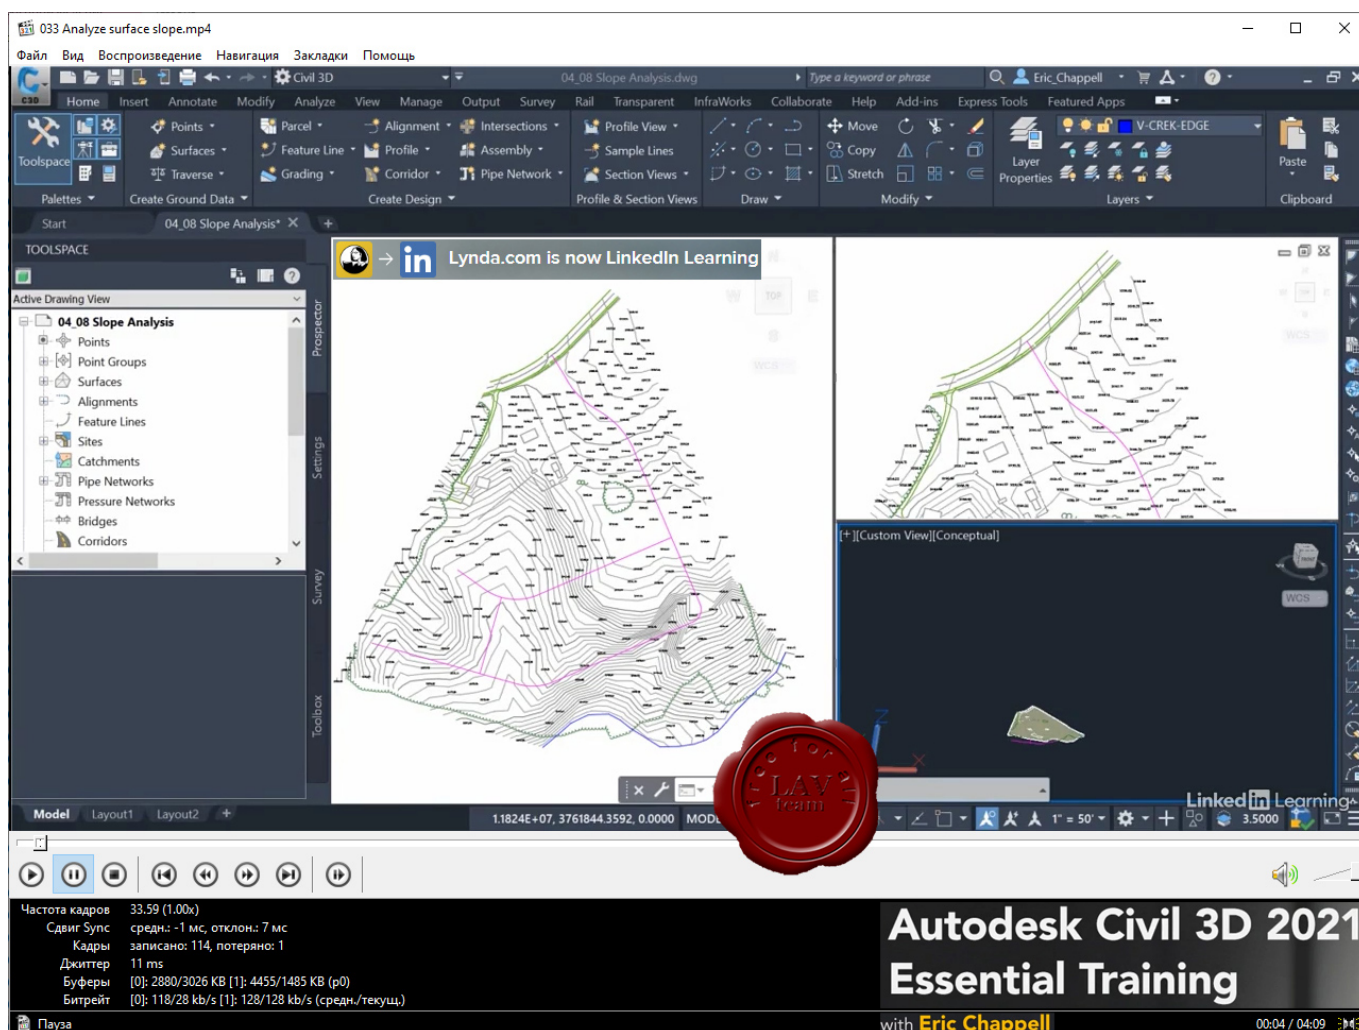 033 Analyze surface slope.mp4
Файл Вид Воспроизведение Навигация Закладки Помощь
C3D
Civil 3D
04_08 Slope Analysis.dwg
Type a keyword or phrase
Eric_Chappell
Home Insert Annotate Modify Analyze View Manage Output Survey Rail Transparent InfraWorks Collaborate Help Add-ins Express Tools Featured Apps
Points Parcel Alignment Intersections Profile View Move V-CREK-EDGE
Surfaces Feature Line Profile Assembly Sample Lines Copy
Toolspace Layer Properties Paste
Traverse Grading Corridor Pipe Network Section Views Stretch
Palettes Create Ground Data Create Design Profile & Section Views Draw Modify Layers Clipboard
Start 04_08 Slope Analysis*
TOOLSPACE
Lynda.com is now LinkedIn Learning
Active Drawing View
04_08 Slope Analysis
Points
Point Groups
Surfaces
Alignments
Feature Lines
Sites
Catchments
Pipe Networks
Pressure Networks
Bridges
Corridors
Prospector
Settings
Survey
Toolbox
TOP
WCS
WCS
[+][Custom View][Conceptual]
WCS
Z
X
free for all
LAV
team
LinkedIn Learning
Model Layout1 Layout2
1.1824E+07, 3761844.3592, 0.0000 MODE
1" = 50'
3.5000
Частота кадров 33.59 (1.00x)
Сдвиг Sync средн.: -1 мс, отклон.: 7 мс
Кадры записано: 114, потеряно: 1
Джиттер 11 ms
Буферы [0]: 2880/3026 KB [1]: 4455/1485 KB (p0)
Битрейт [0]: 118/28 kb/s [1]: 128/128 kb/s (средн./текущ.)
Autodesk Civil 3D 2021
Essential Training
with Eric Chappell
Пауза
00:04 / 04:09